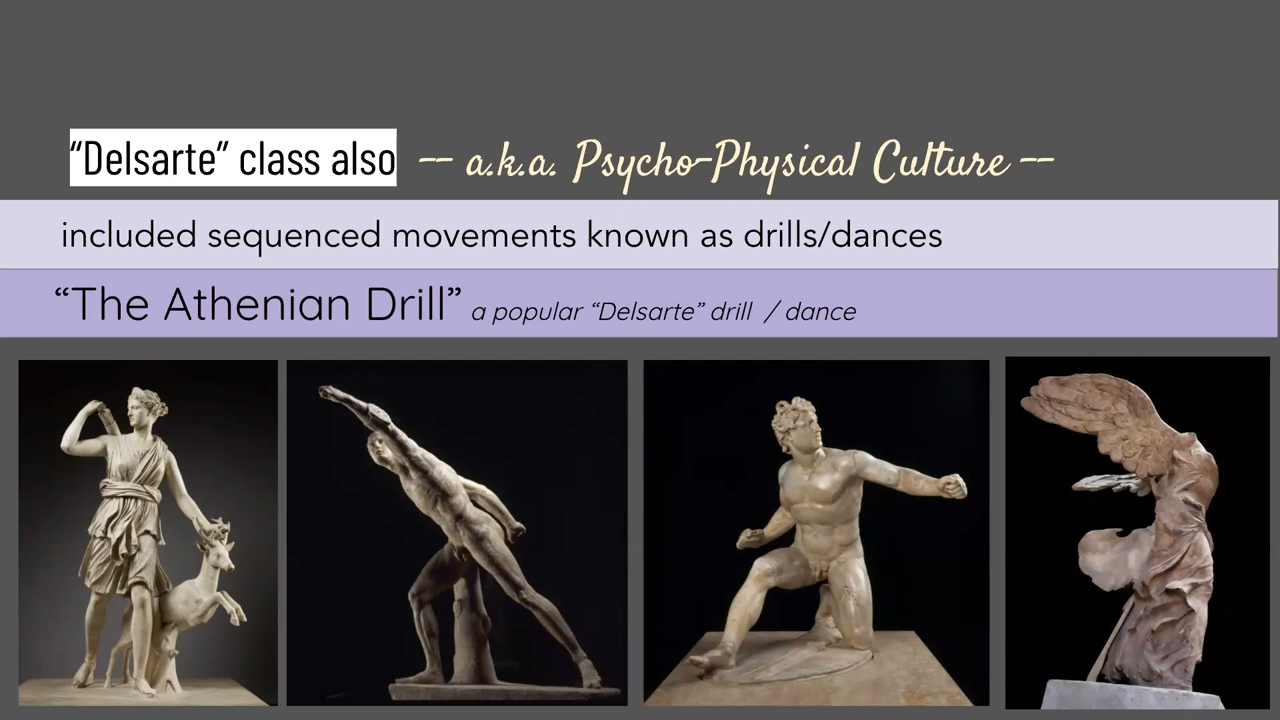 “Delsarte” class also -- a.k.a. Psycho-Physical Culture --
included sequenced movements known as drills/dances
“The Athenian Drill” a popular “Delsarte” drill / dance